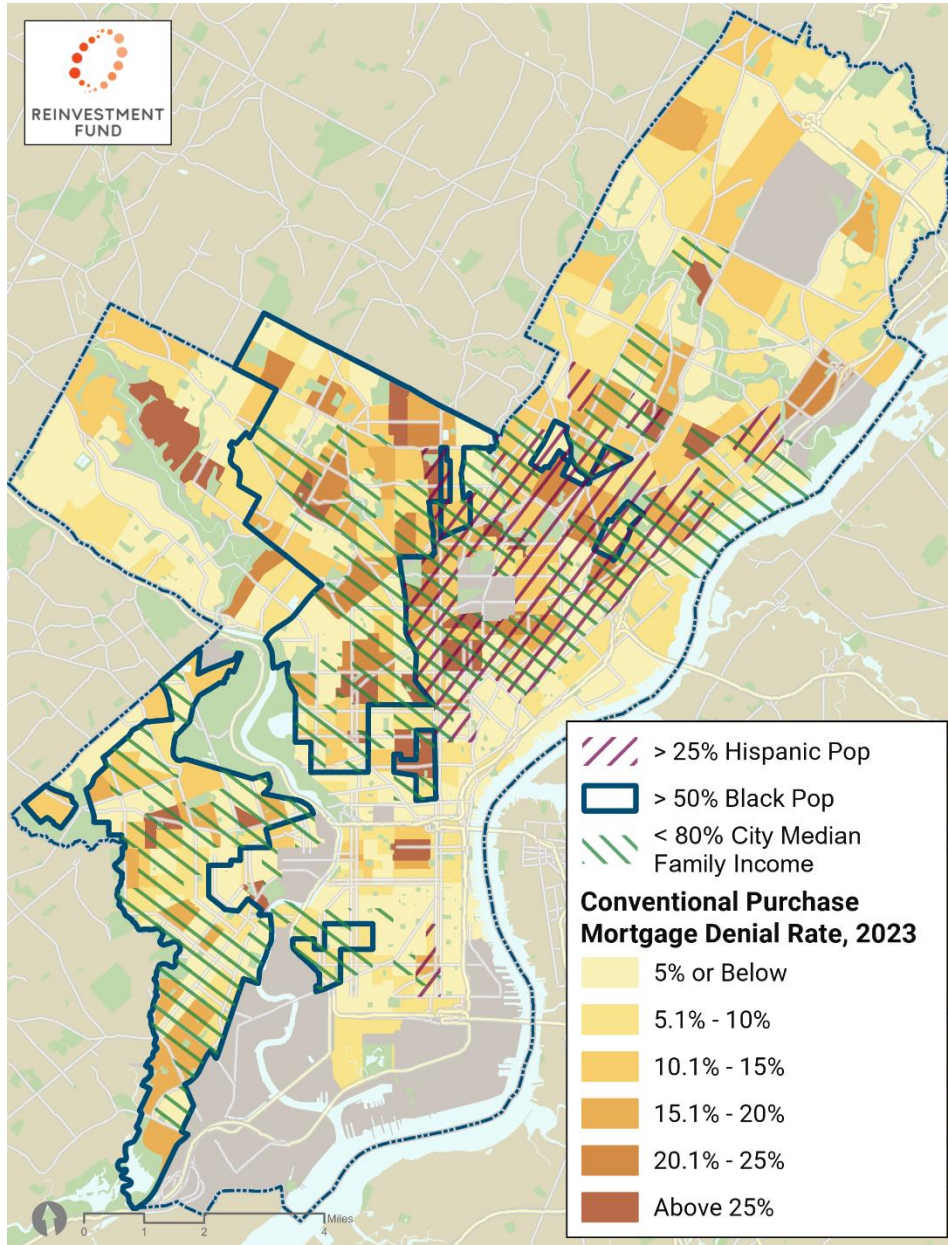 REINVESTMENT
FUND
> 25% Hispanic Pop
> 50% Black Pop
< 80% City Median
Family Income
Conventional Purchase
Mortgage Denial Rate, 2023
5% or Below
5.1% - 10%
10.1% - 15%
15.1% - 20%
20.1% - 25%
Above 25%
Miles
0 1 2 4